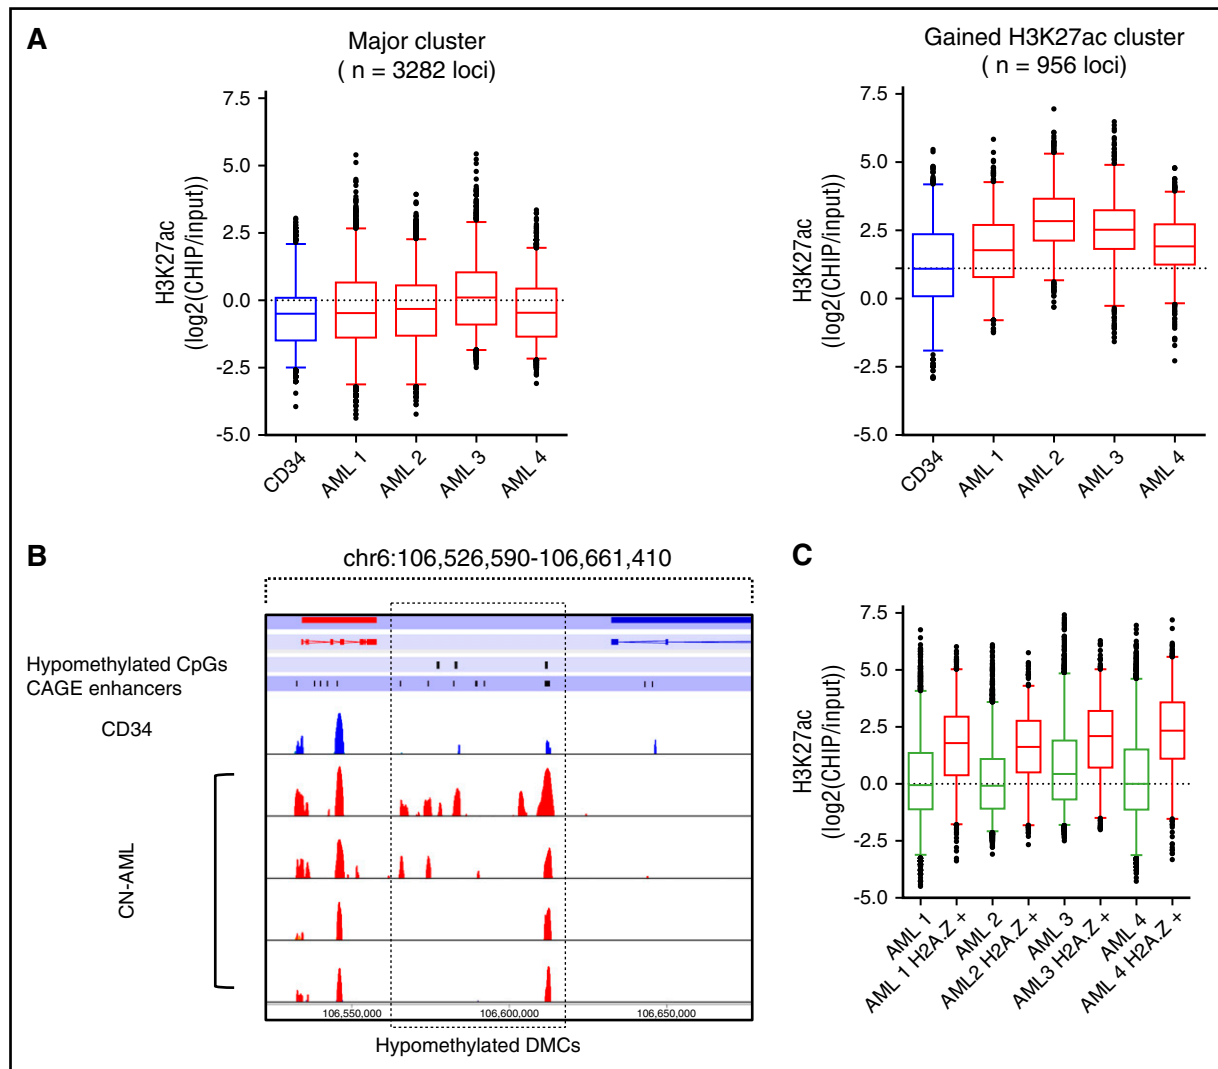 A
Major cluster
( n = 3282 loci)
H3K27ac
(log2(CHIP/input))
7.5
5.0
2.5
0.0
-2.5
-5.0
CD34
AML 1
AML 2
AML 3
AML 4
Gained H3K27ac cluster
( n = 956 loci)
H3K27ac
(log2(CHIP/input))
7.5
5.0
2.5
0.0
-2.5
-5.0
CD34
AML 1
AML 2
AML 3
AML 4
B
chr6:106,526,590-106,661,410
Hypomethylated CpGs
CAGE enhancers
CD34
CN-AML
106,550,000
106,600,000
106,650,000
Hypomethylated DMCs
C
H3K27ac
(log2(CHIP/input))
7.5
5.0
2.5
0.0
-2.5
-5.0
AML 1
AML 1 H2A.Z +
AML 2
AML2 H2A.Z +
AML 3
AML3 H2A.Z +
AML 4
AML 4 H2A.Z +